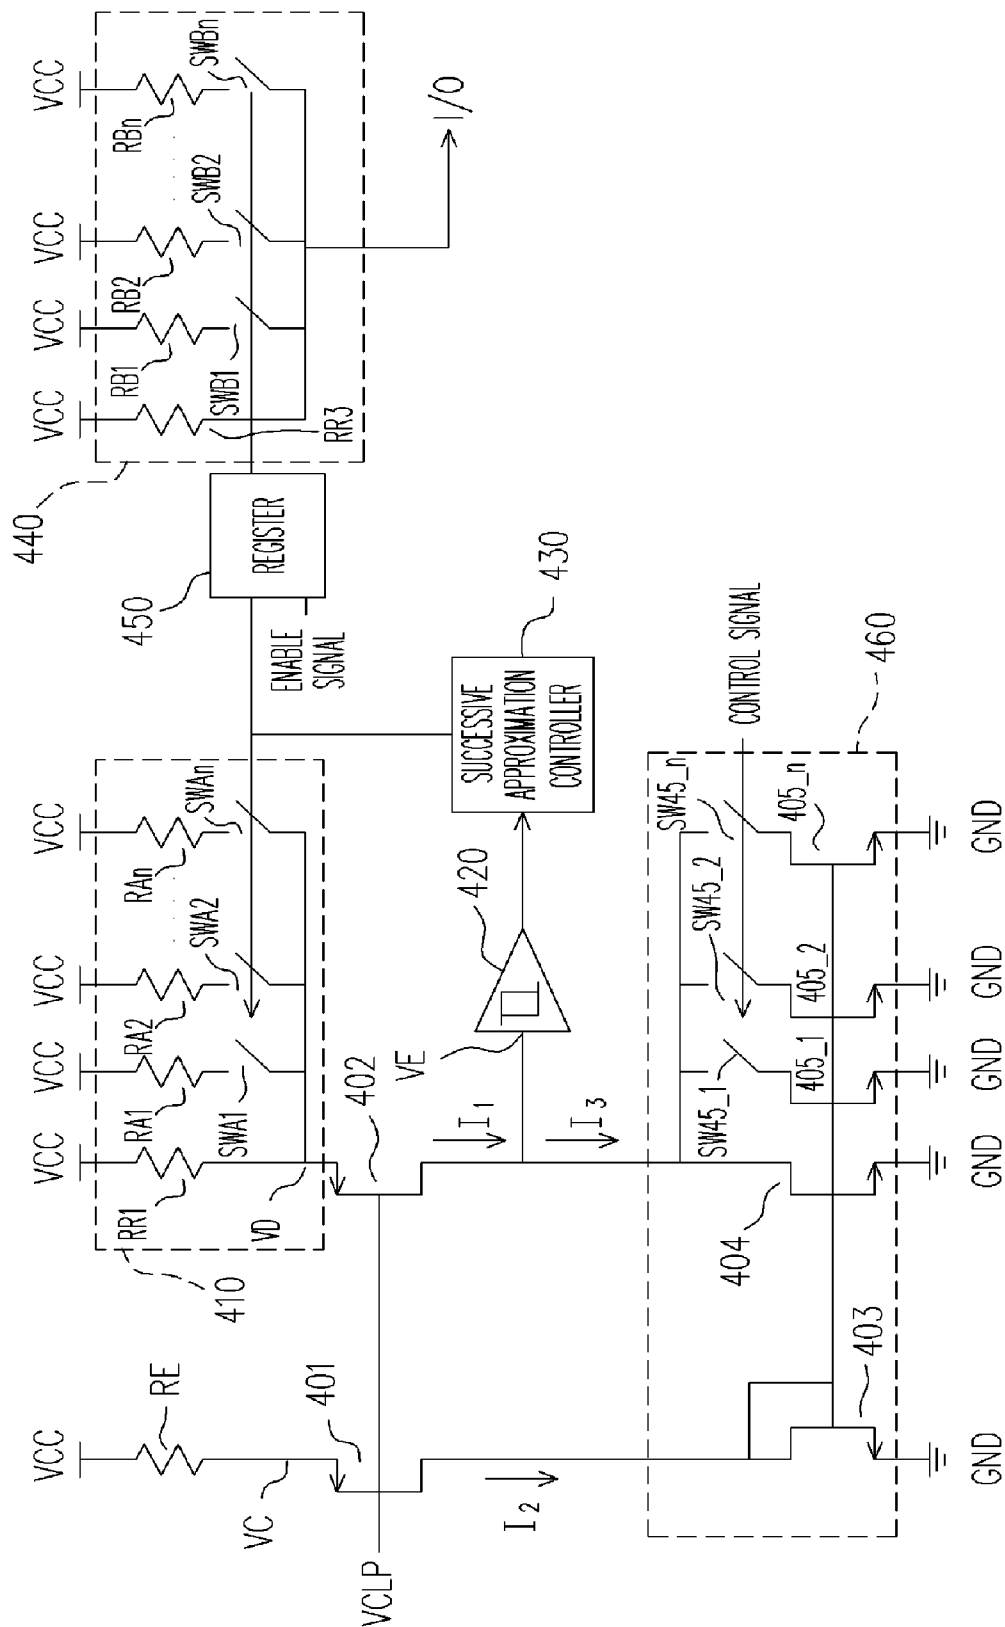 VCC
VCC
VCC
VCC
VCC
VCC
VCC
VCC
VCC
RE
RR1
RA1
RA2
RAn
RR3
RB1
RB2
RBn
SWA1
SWA2
SWAn
SWB1
SWB2
SWBn
410
440
450
REGISTER
ENABLE
SIGNAL
I/O
VC
VD
401
402
VCLP
I2
I1
I3
VE
420
430
SUCCESSIVE
APPROXIMATION
CONTROLLER
CONTROL SIGNAL
460
SW45_1
SW45_2
SW45_n
403
404
405_1
405_2
405_n
GND
GND
GND
GND
GND